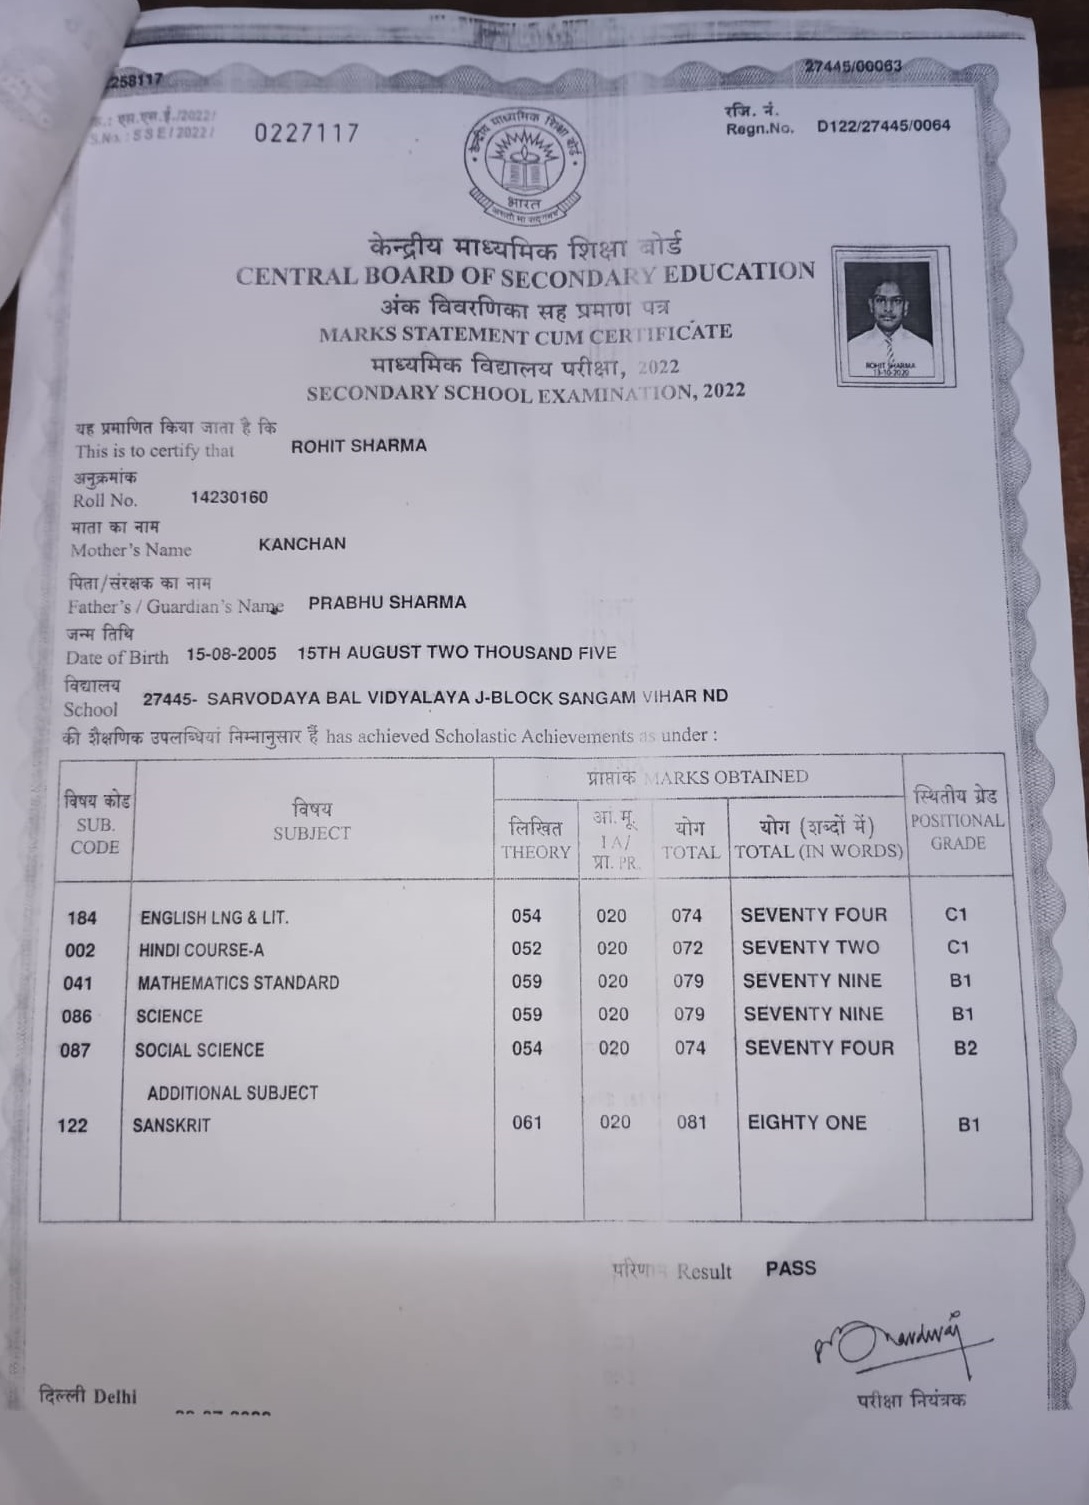 258117
27445/00063
क्र.: एस.एस.ई./2022/
S.No. : SSE/2022/ 0227117
रजि. नं.
Regn.No. D122/27445/0064
केन्द्रीय माध्यमिक शिक्षा बोर्ड
भारत
असतो मा सद्गमय
केन्द्रीय माध्यमिक शिक्षा बोर्ड
CENTRAL BOARD OF SECONDARY EDUCATION
अंक विवरणिका सह प्रमाण पत्र
MARKS STATEMENT CUM CERTIFICATE
माध्यमिक विद्यालय परीक्षा, 2022
SECONDARY SCHOOL EXAMINATION, 2022
ROHIT SHARMA
13-10-2020
यह प्रमाणित किया जाता है कि
This is to certify that ROHIT SHARMA
अनुक्रमांक
Roll No. 14230160
माता का नाम
Mother's Name KANCHAN
पिता/संरक्षक का नाम
Father's / Guardian's Name PRABHU SHARMA
जन्म तिथि
Date of Birth 15-08-2005 15TH AUGUST TWO THOUSAND FIVE
विद्यालय
School 27445- SARVODAYA BAL VIDYALAYA J-BLOCK SANGAM VIHAR ND
की शैक्षणिक उपलब्धियां निम्नानुसार हैं has achieved Scholastic Achievements as under :
विषय कोड
SUB.
CODE
विषय
SUBJECT
प्राप्तांक MARKS OBTAINED
लिखित
THEORY
आं.मू.
IA/
प्रा. PR.
योग
TOTAL
योग (शब्दों में)
TOTAL (IN WORDS)
स्थितीय ग्रेड
POSITIONAL
GRADE
184 ENGLISH LNG & LIT. 054 020 074 SEVENTY FOUR C1
002 HINDI COURSE-A 052 020 072 SEVENTY TWO C1
041 MATHEMATICS STANDARD 059 020 079 SEVENTY NINE B1
086 SCIENCE 059 020 079 SEVENTY NINE B1
087 SOCIAL SCIENCE 054 020 074 SEVENTY FOUR B2
ADDITIONAL SUBJECT
122 SANSKRIT 061 020 081 EIGHTY ONE B1
परिणाम Result PASS
दिल्ली Delhi
परीक्षा नियंत्रक